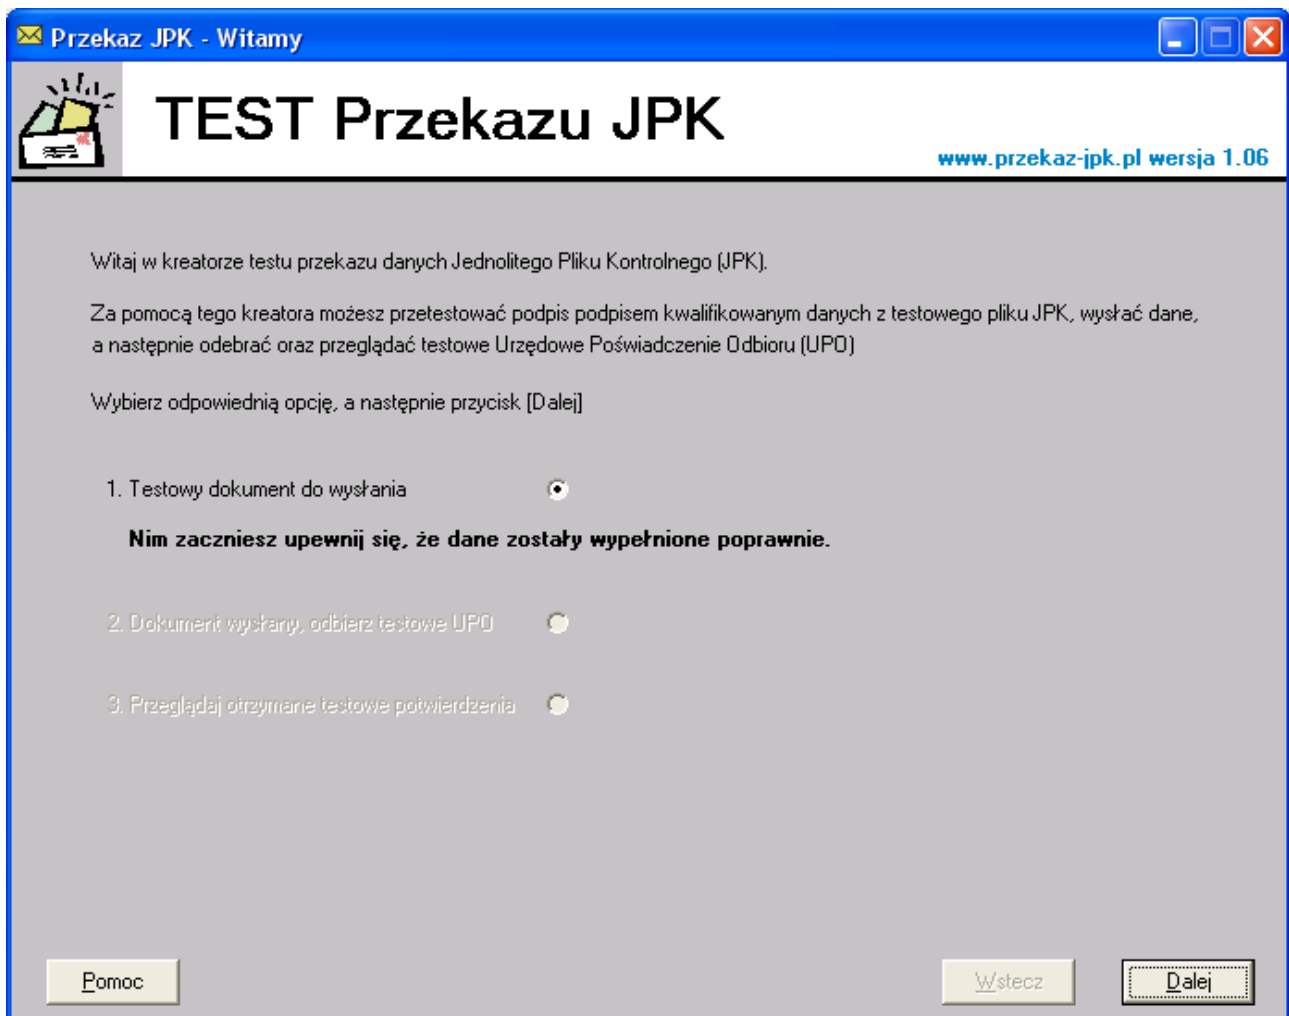 Przekaz JPK - Witamy
TEST Przekazu JPK
www.przekaz-jpk.pl wersja 1.06
Witaj w kreatorze testu przekazu danych Jednolitego Pliku Kontrolnego (JPK).
Za pomocą tego kreatora możesz przetestować podpis podpisem kwalifikowanym danych z testowego pliku JPK, wysłać dane,
a następnie odebrać oraz przeglądać testowe Urzędowe Poświadczenie Odbioru (UPO)
Wybierz odpowiednią opcję, a następnie przycisk [Dalej]
1. Testowy dokument do wysłania
Nim zaczniesz upewnij się, że dane zostały wypełnione poprawnie.
2. Dokument wysłany, odbierz testowe UPO
3. Przeglądaj otrzymane testowe potwierdzenia
Pomoc
Wstecz
Dalej